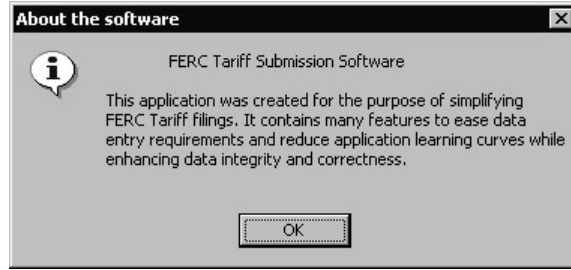 About the software
FERC Tariff Submission Software
This application was created for the purpose of simplifying
FERC Tariff filings. It contains many features to ease data
entry requirements and reduce application learning curves while
enhancing data integrity and correctness.
OK